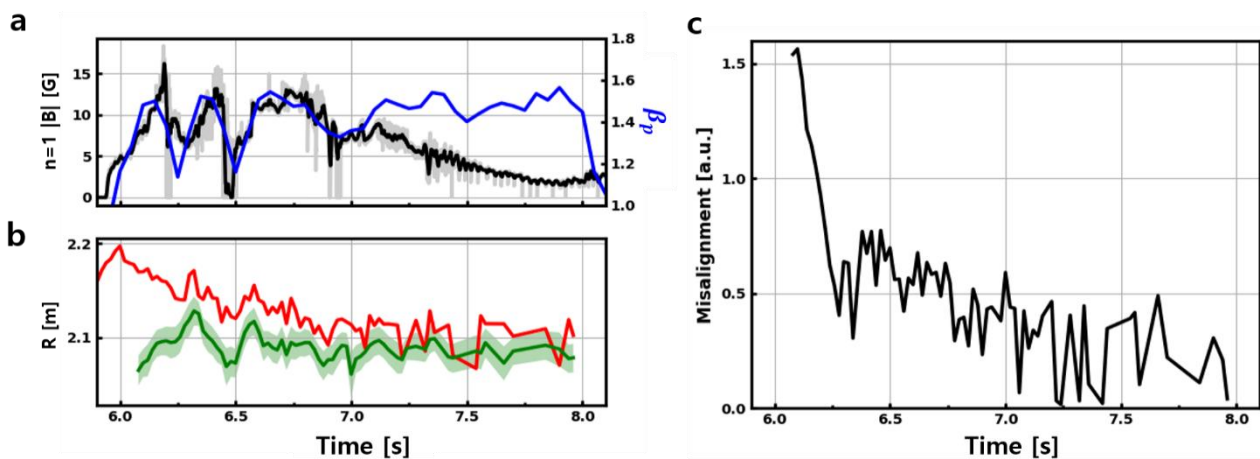 a
n=1 |B| [G]
15
10
5
0
1.8
1.6
1.4
1.2
1.0
βp
b
R [m]
2.2
2.1
6.0 6.5 7.0 7.5 8.0
Time [s]
c
Misalignment [a.u.]
1.5
1.0
0.5
0.0
6.0 6.5 7.0 7.5 8.0
Time [s]